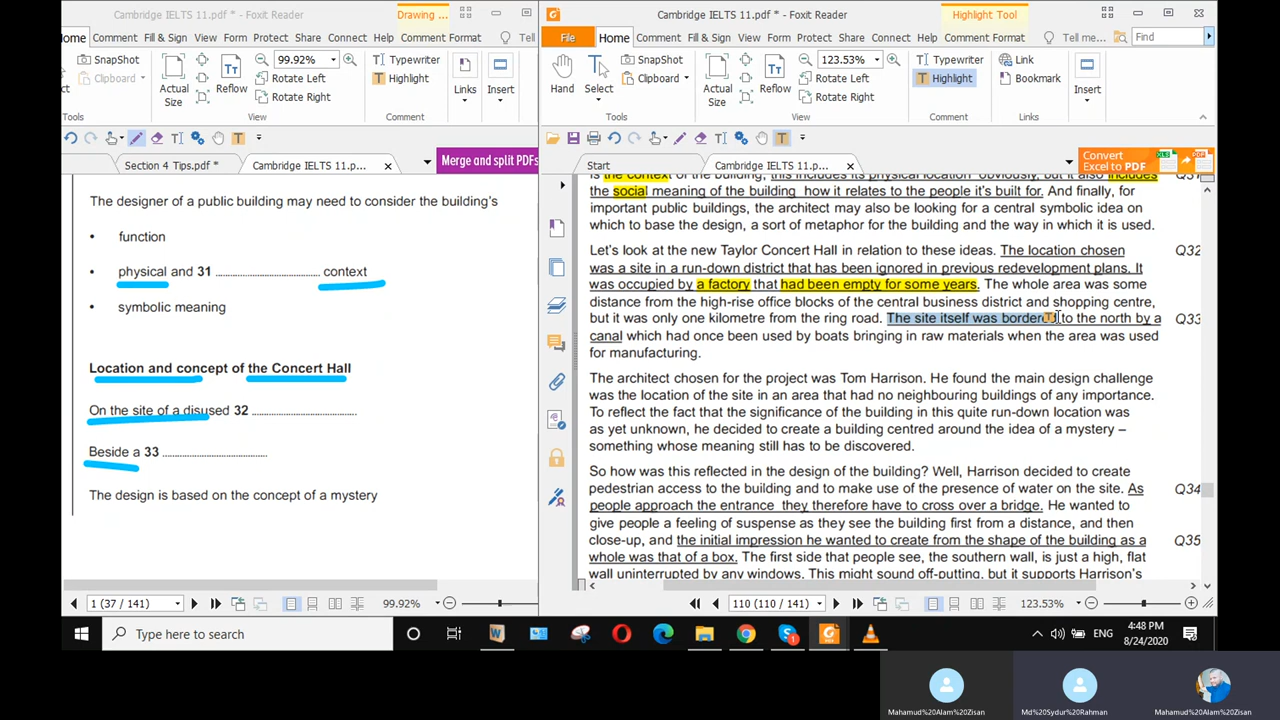 Cambridge IELTS 11.pdf * - Foxit Reader
Drawing ...
Home Comment Fill & Sign View Form Protect Share Connect Help Comment Format Tell
SnapShot
Clipboard
Tools
Actual Size
Reflow
99.92%
Rotate Left
Rotate Right
View
Typewriter
Highlight
Comment
Links
Insert
Section 4 Tips.pdf *
Cambridge IELTS 11.p...
Merge and split PDFs
The designer of a public building may need to consider the building's
• function
• physical and 31 ........................................ context
• symbolic meaning
Location and concept of the Concert Hall
On the site of a disused 32 ........................................
Beside a 33 ........................................
The design is based on the concept of a mystery
1 (37 / 141)
99.92%
Cambridge IELTS 11.pdf * - Foxit Reader
Highlight Tool
File Home Comment Fill & Sign View Form Protect Share Connect Help Comment Format Tell me... Find
Hand
Select
SnapShot
Clipboard
Tools
Actual Size
Reflow
123.53%
Rotate Left
Rotate Right
View
Typewriter
Highlight
Comment
Link
Bookmark
Links
Insert
Start
Cambridge IELTS 11.p...
Convert
Excel to PDF
is the context of the building, this includes its physical location obviously, but it also includes Q31
the social meaning of the building how it relates to the people it's built for. And finally, for
important public buildings, the architect may also be looking for a central symbolic idea on
which to base the design, a sort of metaphor for the building and the way in which it is used.
Let's look at the new Taylor Concert Hall in relation to these ideas. The location chosen Q32
was a site in a run-down district that has been ignored in previous redevelopment plans. It
was occupied by a factory that had been empty for some years. The whole area was some
distance from the high-rise office blocks of the central business district and shopping centre,
but it was only one kilometre from the ring road. The site itself was bordered to the north by a Q33
canal which had once been used by boats bringing in raw materials when the area was used
for manufacturing.
The architect chosen for the project was Tom Harrison. He found the main design challenge
was the location of the site in an area that had no neighbouring buildings of any importance.
To reflect the fact that the significance of the building in this quite run-down location was
as yet unknown, he decided to create a building centred around the idea of a mystery –
something whose meaning still has to be discovered.
So how was this reflected in the design of the building? Well, Harrison decided to create
pedestrian access to the building and to make use of the presence of water on the site. As Q34
people approach the entrance they therefore have to cross over a bridge. He wanted to
give people a feeling of suspense as they see the building first from a distance, and then
close-up, and the initial impression he wanted to create from the shape of the building as a Q35
whole was that of a box. The first side that people see, the southern wall, is just a high, flat
wall uninterrupted by any windows. This might sound off-putting, but it supports Harrison's
110 (110 / 141)
123.53%
Type here to search
ENG
4:48 PM
8/24/2020
Mahamud%20Alam%20Zisan
Md%20Sydur%20Rahman
Mahamud%20Alam%20Zisan